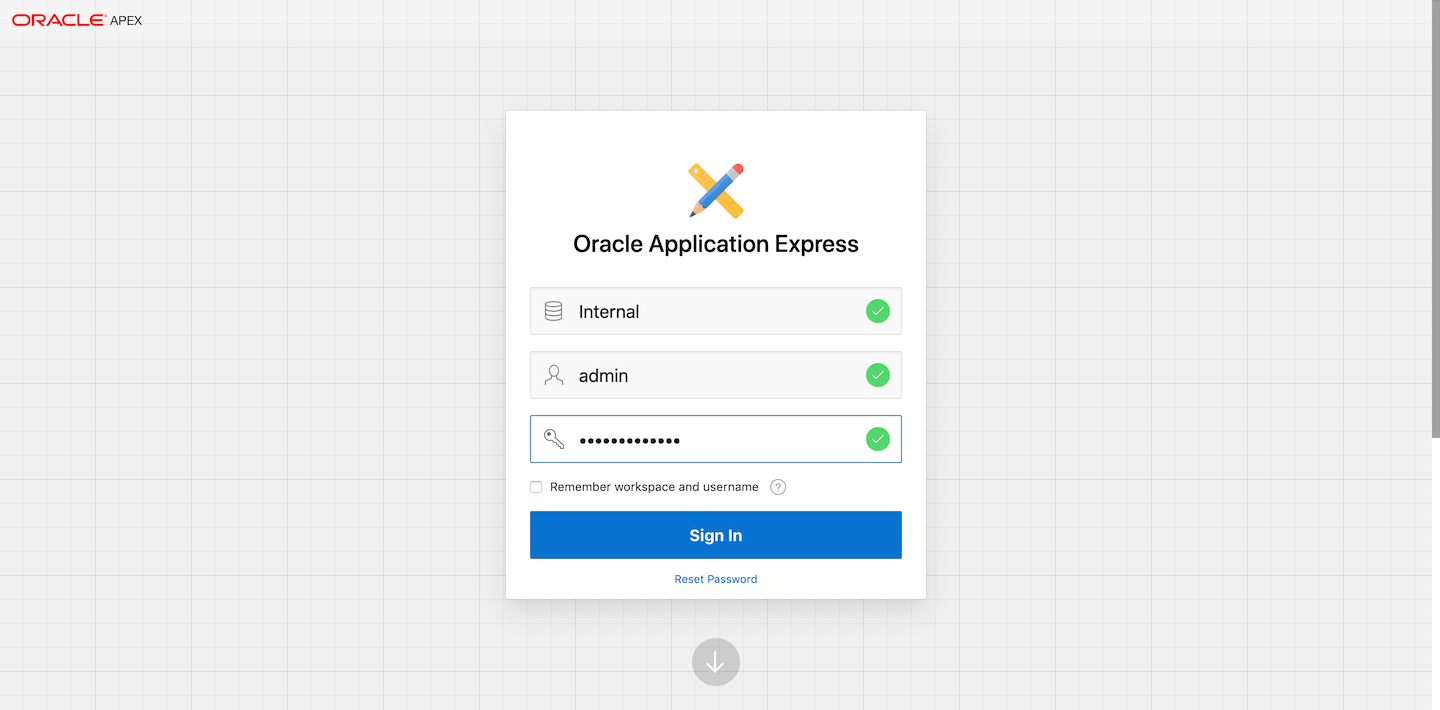 ORACLE APEX
Oracle Application Express
Internal
admin
•••••••••••••
Remember workspace and username ?
Sign In
Reset Password